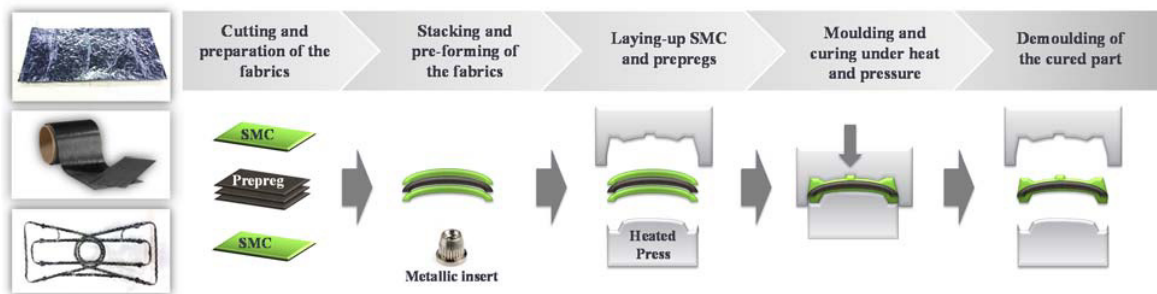 Cutting and
preparation of the
fabrics
Stacking and
pre-forming of
the fabrics
Laying-up SMC
and prepregs
Moulding and
curing under heat
and pressure
Demoulding of
the cured part
SMC
Prepreg
SMC
Metallic insert
Heated
Press